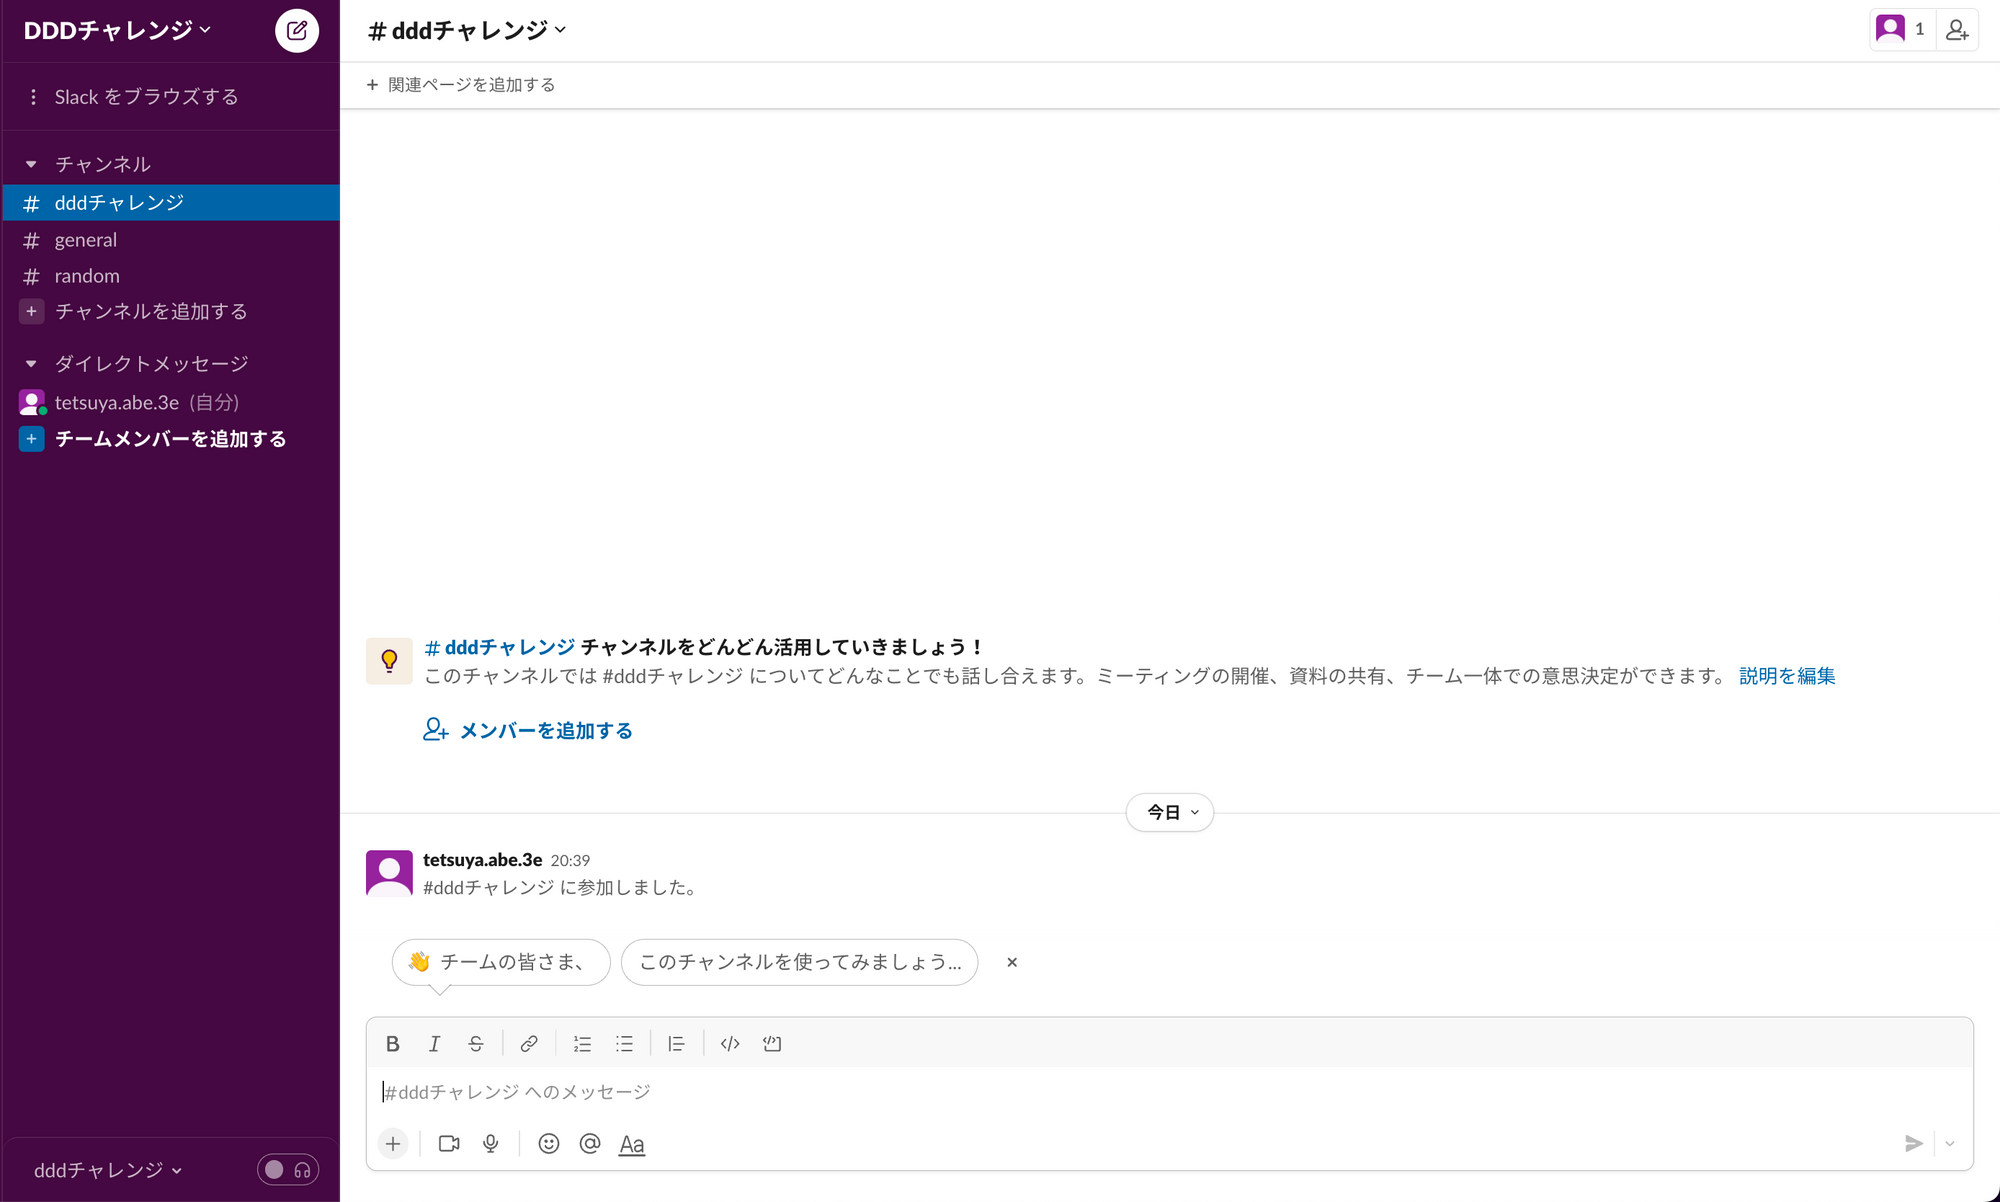 DDDチャレンジ
Slack をブラウズする
チャンネル
# dddチャレンジ
# general
# random
+ チャンネルを追加する
ダイレクトメッセージ
tetsuya.abe.3e (自分)
+ チームメンバーを追加する
dddチャレンジ
# dddチャレンジ
1
+ 関連ページを追加する
# dddチャレンジ チャンネルをどんどん活用していきましょう！
このチャンネルでは #dddチャレンジ についてどんなことでも話し合えます。ミーティングの開催、資料の共有、チーム一体での意思決定ができます。 説明を編集
メンバーを追加する
今日
tetsuya.abe.3e 20:39
#dddチャレンジ に参加しました。
👋 チームの皆さま、 このチャンネルを使ってみましょう... ×
B I S
#dddチャレンジ へのメッセージ
+ @ Aa